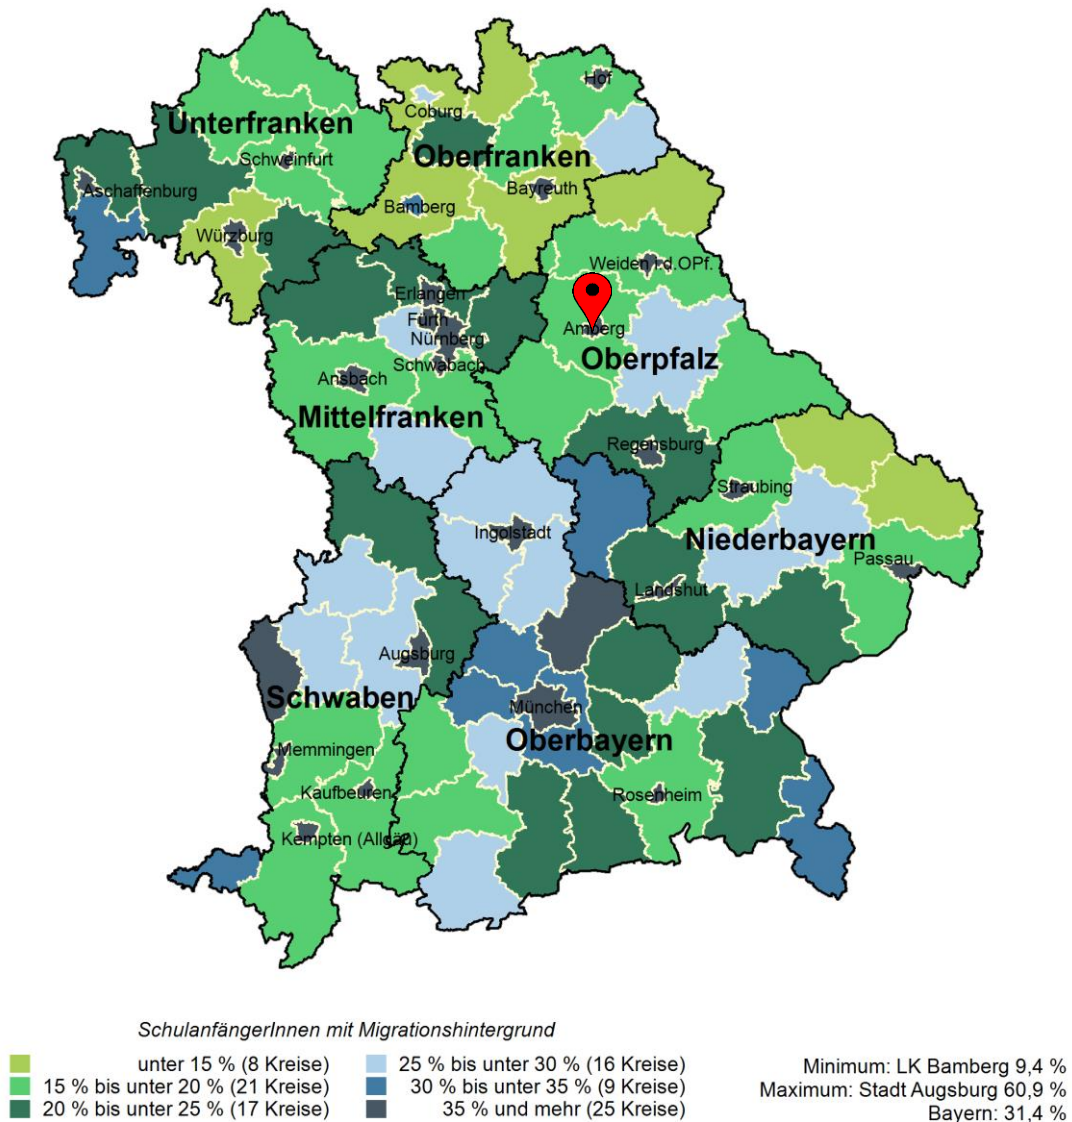 Hof
Coburg
Unterfranken
Oberfranken
Schweinfurt
Aschaffenburg
Bayreuth
Bamberg
Würzburg
Weiden i.d.OPf.
Erlangen
Fürth
Amberg
Nürnberg
Oberpfalz
Schwabach
Ansbach
Mittelfranken
Regensburg
Straubing
Ingolstadt
Niederbayern
Passau
Landshut
Augsburg
Schwaben
München
Oberbayern
Memmingen
Kaufbeuren
Rosenheim
Kempten (Allgäu)
SchulanfängerInnen mit Migrationshintergrund
unter 15 % (8 Kreise)
15 % bis unter 20 % (21 Kreise)
20 % bis unter 25 % (17 Kreise)
25 % bis unter 30 % (16 Kreise)
30 % bis unter 35 % (9 Kreise)
35 % und mehr (25 Kreise)
Minimum: LK Bamberg 9,4 %
Maximum: Stadt Augsburg 60,9 %
Bayern: 31,4 %